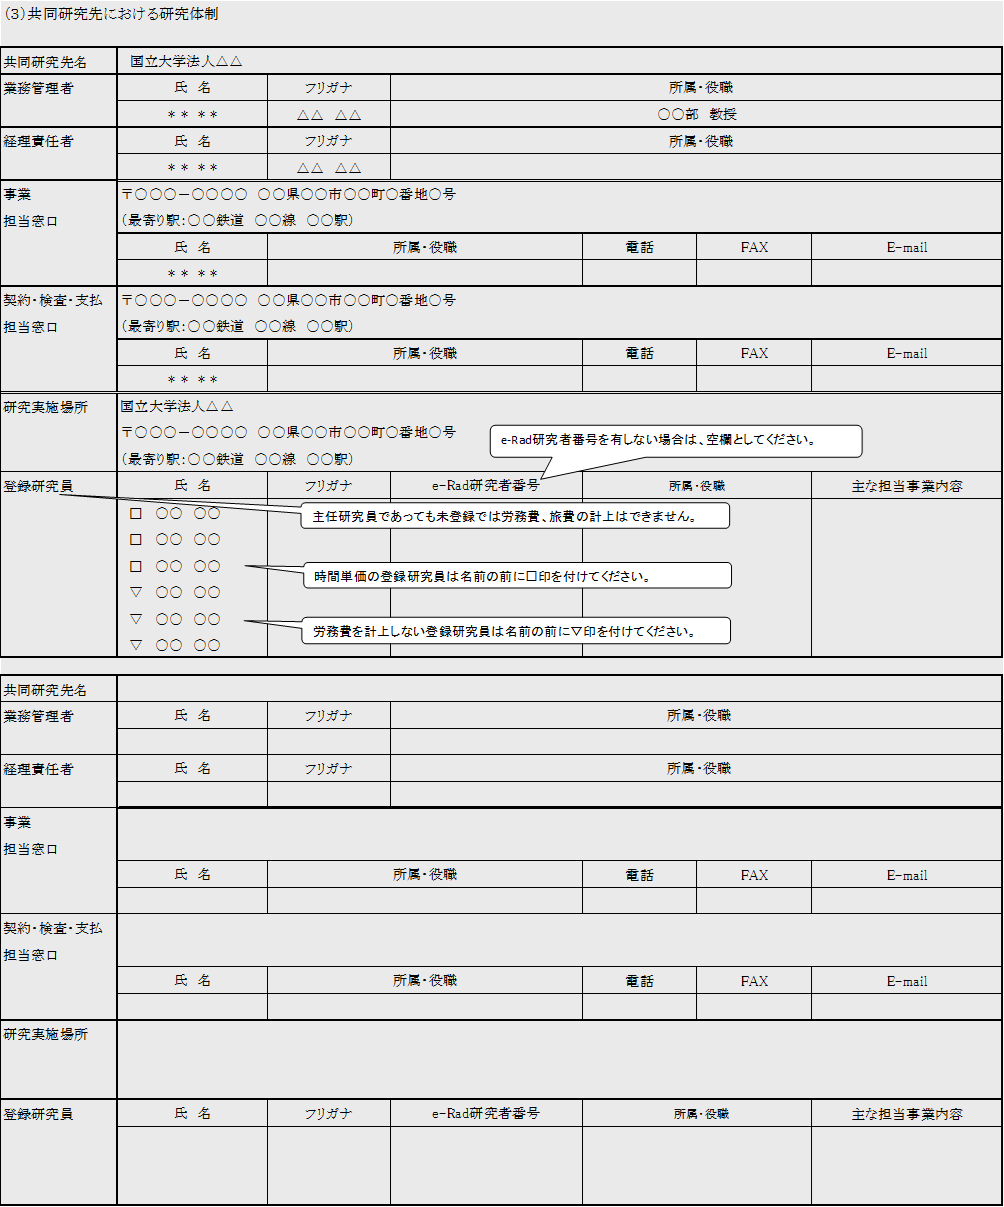 (3)共同研究先における研究体制
共同研究先名 国立大学法人△△
業務管理者 氏 名 フリガナ 所属・役職
＊＊ ＊＊ △△ △△ ○○部 教授
経理責任者 氏 名 フリガナ 所属・役職
＊＊ ＊＊ △△ △△
事業 〒○○○－○○○○ ○○県○○市○○町○番地○号
担当窓口 (最寄り駅：○○鉄道 ○○線 ○○駅)
氏 名 所属・役職 電話 FAX E-mail
＊＊ ＊＊
契約・検査・支払 〒○○○－○○○○ ○○県○○市○○町○番地○号
担当窓口 (最寄り駅：○○鉄道 ○○線 ○○駅)
氏 名 所属・役職 電話 FAX E-mail
＊＊ ＊＊
研究実施場所 国立大学法人△△
〒○○○－○○○○ ○○県○○市○○町○番地○号
e-Rad研究者番号を有しない場合は、空欄としてください。
(最寄り駅：○○鉄道 ○○線 ○○駅)
登録研究員 氏 名 フリガナ e-Rad研究者番号 所属・役職 主な担当事業内容
□ ○○ ○○
主任研究員であっても未登録では労務費、旅費の計上はできません。
□ ○○ ○○
□ ○○ ○○
時間単価の登録研究員は名前の前に□印を付けてください。
▽ ○○ ○○
▽ ○○ ○○
労務費を計上しない登録研究員は名前の前に▽印を付けてください。
▽ ○○ ○○
共同研究先名
業務管理者 氏 名 フリガナ 所属・役職
経理責任者 氏 名 フリガナ 所属・役職
事業
担当窓口
氏 名 所属・役職 電話 FAX E-mail
契約・検査・支払
担当窓口
氏 名 所属・役職 電話 FAX E-mail
研究実施場所
登録研究員 氏 名 フリガナ e-Rad研究者番号 所属・役職 主な担当事業内容